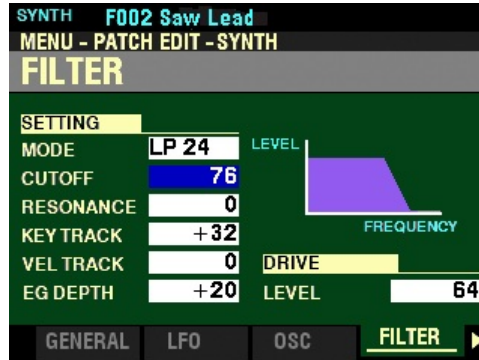 SYNTH F002 Saw Lead
MENU - PATCH EDIT - SYNTH
FILTER
SETTING
MODE LP 24
CUTOFF 76
RESONANCE 0
KEY TRACK +32
VEL TRACK 0
EG DEPTH +20
LEVEL
FREQUENCY
DRIVE
LEVEL 64
GENERAL LFO OSC FILTER